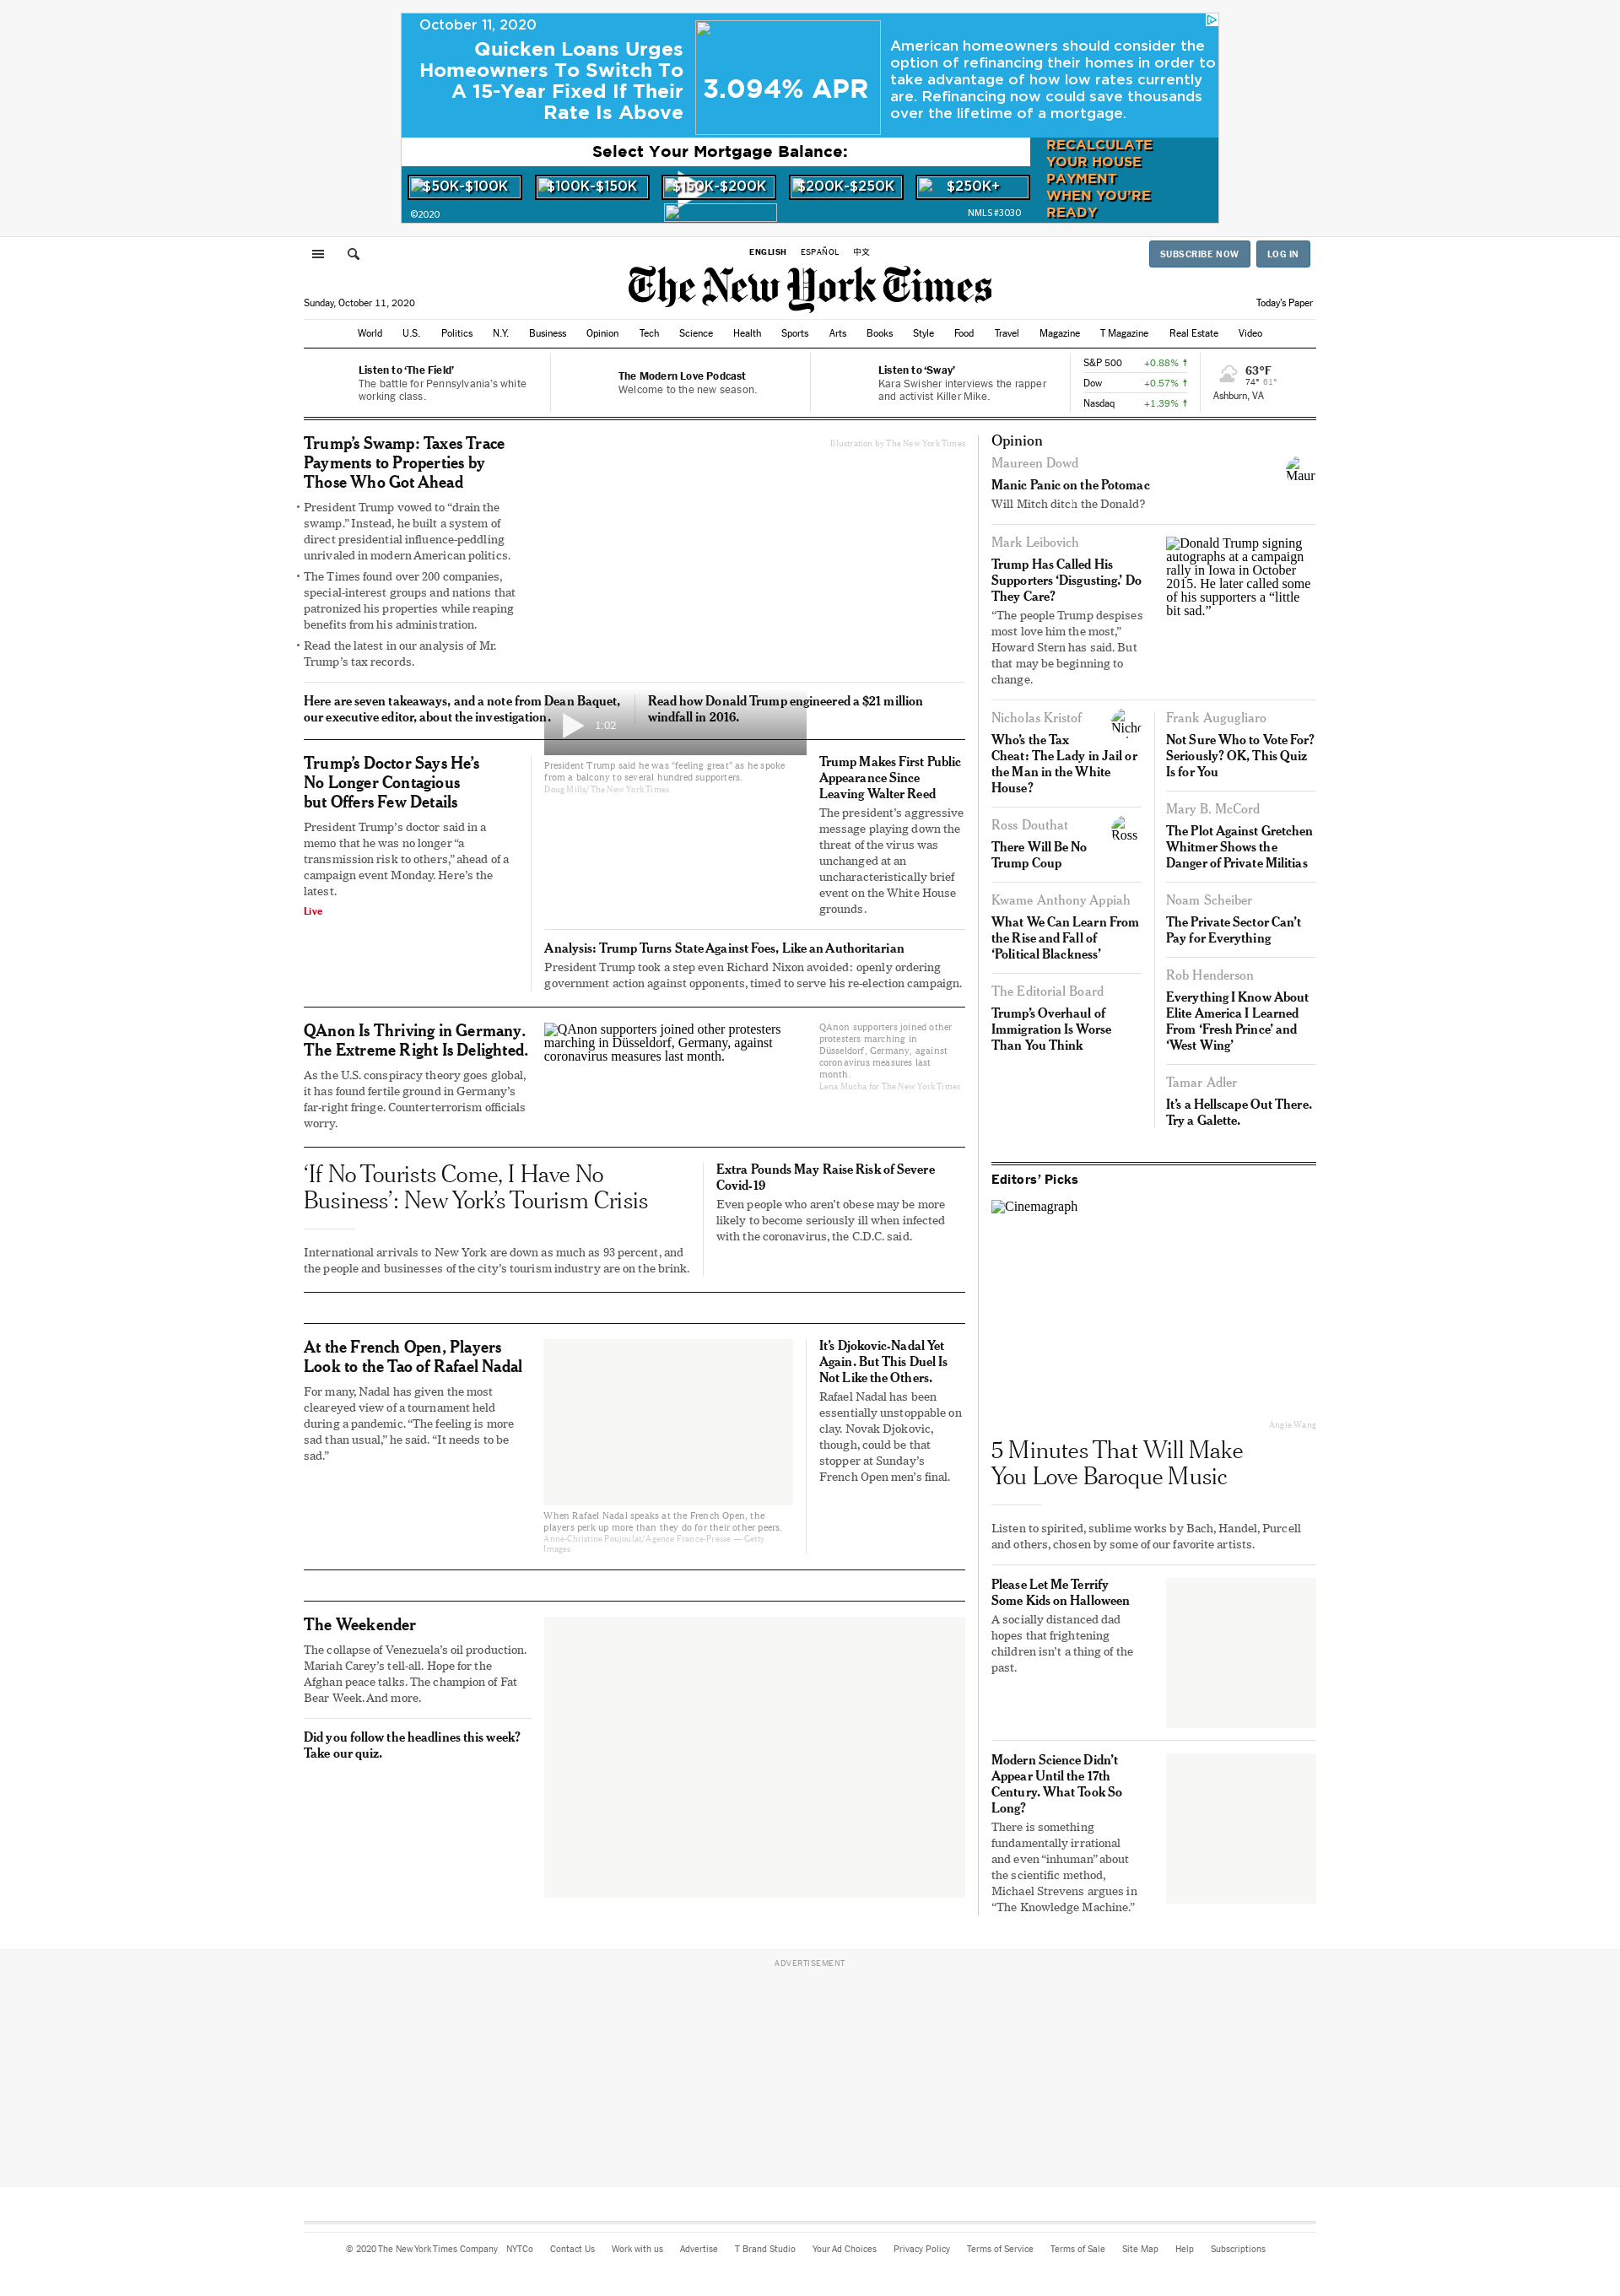 October 11, 2020
Quicken Loans Urges
Homeowners To Switch To
A 15-Year Fixed If Their
Rate Is Above
3.094% APR
American homeowners should consider the
option of refinancing their homes in order to
take advantage of how low rates currently
are. Refinancing now could save thousands
over the lifetime of a mortgage.
Select Your Mortgage Balance:
$50K-$100K
$100K-$150K
$150K-$200K
$200K-$250K
$250K+
RECALCULATE
YOUR HOUSE
PAYMENT
WHEN YOU'RE
READY
©2020
NMLS#3030
ENGLISH ESPAÑOL 中文
SUBSCRIBE NOW
LOG IN
The New York Times
Sunday, October 11, 2020
Today's Paper
World U.S. Politics N.Y. Business Opinion Tech Science Health Sports Arts Books Style Food Travel Magazine T Magazine Real Estate Video
Listen to ‘The Field’
The battle for Pennsylvania’s white
working class.
The Modern Love Podcast
Welcome to the new season.
Listen to ‘Sway’
Kara Swisher interviews the rapper
and activist Killer Mike.
S&P 500 +0.88% ↑
Dow +0.57% ↑
Nasdaq +1.39% ↑
63°F
74° 61°
Ashburn, VA
Trump’s Swamp: Taxes Trace
Payments to Properties by
Those Who Got Ahead
• President Trump vowed to “drain the
swamp.” Instead, he built a system of
direct presidential influence-peddling
unrivaled in modern American politics.
• The Times found over 200 companies,
special-interest groups and nations that
patronized his properties while reaping
benefits from his administration.
• Read the latest in our analysis of Mr.
Trump’s tax records.
Illustration by The New York Times
Here are seven takeaways, and a note from Dean Baquet,
our executive editor, about the investigation.
Read how Donald Trump engineered a $21 million
windfall in 2016.
Trump’s Doctor Says He’s
No Longer Contagious
but Offers Few Details
President Trump’s doctor said in a
memo that he was no longer “a
transmission risk to others,” ahead of a
campaign event Monday. Here’s the
latest.
Live
1:02
President Trump said he was “feeling great” as he spoke
from a balcony to several hundred supporters.
Doug Mills/The New York Times
Trump Makes First Public
Appearance Since
Leaving Walter Reed
The president’s aggressive
message playing down the
threat of the virus was
unchanged at an
uncharacteristically brief
event on the White House
grounds.
Analysis: Trump Turns State Against Foes, Like an Authoritarian
President Trump took a step even Richard Nixon avoided: openly ordering
government action against opponents, timed to serve his re-election campaign.
QAnon Is Thriving in Germany.
The Extreme Right Is Delighted.
As the U.S. conspiracy theory goes global,
it has found fertile ground in Germany’s
far-right fringe. Counterterrorism officials
worry.
QAnon supporters joined other protesters
marching in Düsseldorf, Germany, against
coronavirus measures last month.
QAnon supporters joined other
protesters marching in
Düsseldorf, Germany, against
coronavirus measures last
month.
Lena Mucha for The New York Times
‘If No Tourists Come, I Have No
Business’: New York’s Tourism Crisis
International arrivals to New York are down as much as 93 percent, and
the people and businesses of the city’s tourism industry are on the brink.
Extra Pounds May Raise Risk of Severe
Covid-19
Even people who aren’t obese may be more
likely to become seriously ill when infected
with the coronavirus, the C.D.C. said.
At the French Open, Players
Look to the Tao of Rafael Nadal
For many, Nadal has given the most
cleareyed view of a tournament held
during a pandemic. “The feeling is more
sad than usual,” he said. “It needs to be
sad.”
When Rafael Nadal speaks at the French Open, the
players perk up more than they do for their other peers.
Anne-Christine Poujoulat/Agence France-Presse — Getty
Images
It’s Djokovic-Nadal Yet
Again. But This Duel Is
Not Like the Others.
Rafael Nadal has been
essentially unstoppable on
clay. Novak Djokovic,
though, could be that
stopper at Sunday’s
French Open men’s final.
The Weekender
The collapse of Venezuela’s oil production.
Mariah Carey’s tell-all. Hope for the
Afghan peace talks. The champion of Fat
Bear Week. And more.
Did you follow the headlines this week?
Take our quiz.
Opinion
Maureen Dowd
Manic Panic on the Potomac
Will Mitch ditch the Donald?
Maur
Mark Leibovich
Trump Has Called His
Supporters ‘Disgusting.’ Do
They Care?
“The people Trump despises
most love him the most,”
Howard Stern has said. But
that may be beginning to
change.
Donald Trump signing
autographs at a campaign
rally in Iowa in October
2015. He later called some
of his supporters a “little
bit sad.”
Nicholas Kristof
Who’s the Tax
Cheat: The Lady in Jail or
the Man in the White
House?
Nicho
Ross Douthat
There Will Be No
Trump Coup
Ross
Kwame Anthony Appiah
What We Can Learn From
the Rise and Fall of
‘Political Blackness’
The Editorial Board
Trump’s Overhaul of
Immigration Is Worse
Than You Think
Frank Augugliaro
Not Sure Who to Vote For?
Seriously? OK, This Quiz
Is for You
Mary B. McCord
The Plot Against Gretchen
Whitmer Shows the
Danger of Private Militias
Noam Scheiber
The Private Sector Can’t
Pay for Everything
Rob Henderson
Everything I Know About
Elite America I Learned
From ‘Fresh Prince’ and
‘West Wing’
Tamar Adler
It’s a Hellscape Out There.
Try a Galette.
Editors’ Picks
Cinemagraph
Angie Wang
5 Minutes That Will Make
You Love Baroque Music
Listen to spirited, sublime works by Bach, Handel, Purcell
and others, chosen by some of our favorite artists.
Please Let Me Terrify
Some Kids on Halloween
A socially distanced dad
hopes that frightening
children isn’t a thing of the
past.
Modern Science Didn’t
Appear Until the 17th
Century. What Took So
Long?
There is something
fundamentally irrational
and even “inhuman” about
the scientific method,
Michael Strevens argues in
“The Knowledge Machine.”
ADVERTISEMENT
© 2020 The New York Times Company NYTCo Contact Us Work with us Advertise T Brand Studio Your Ad Choices Privacy Policy Terms of Service Terms of Sale Site Map Help Subscriptions